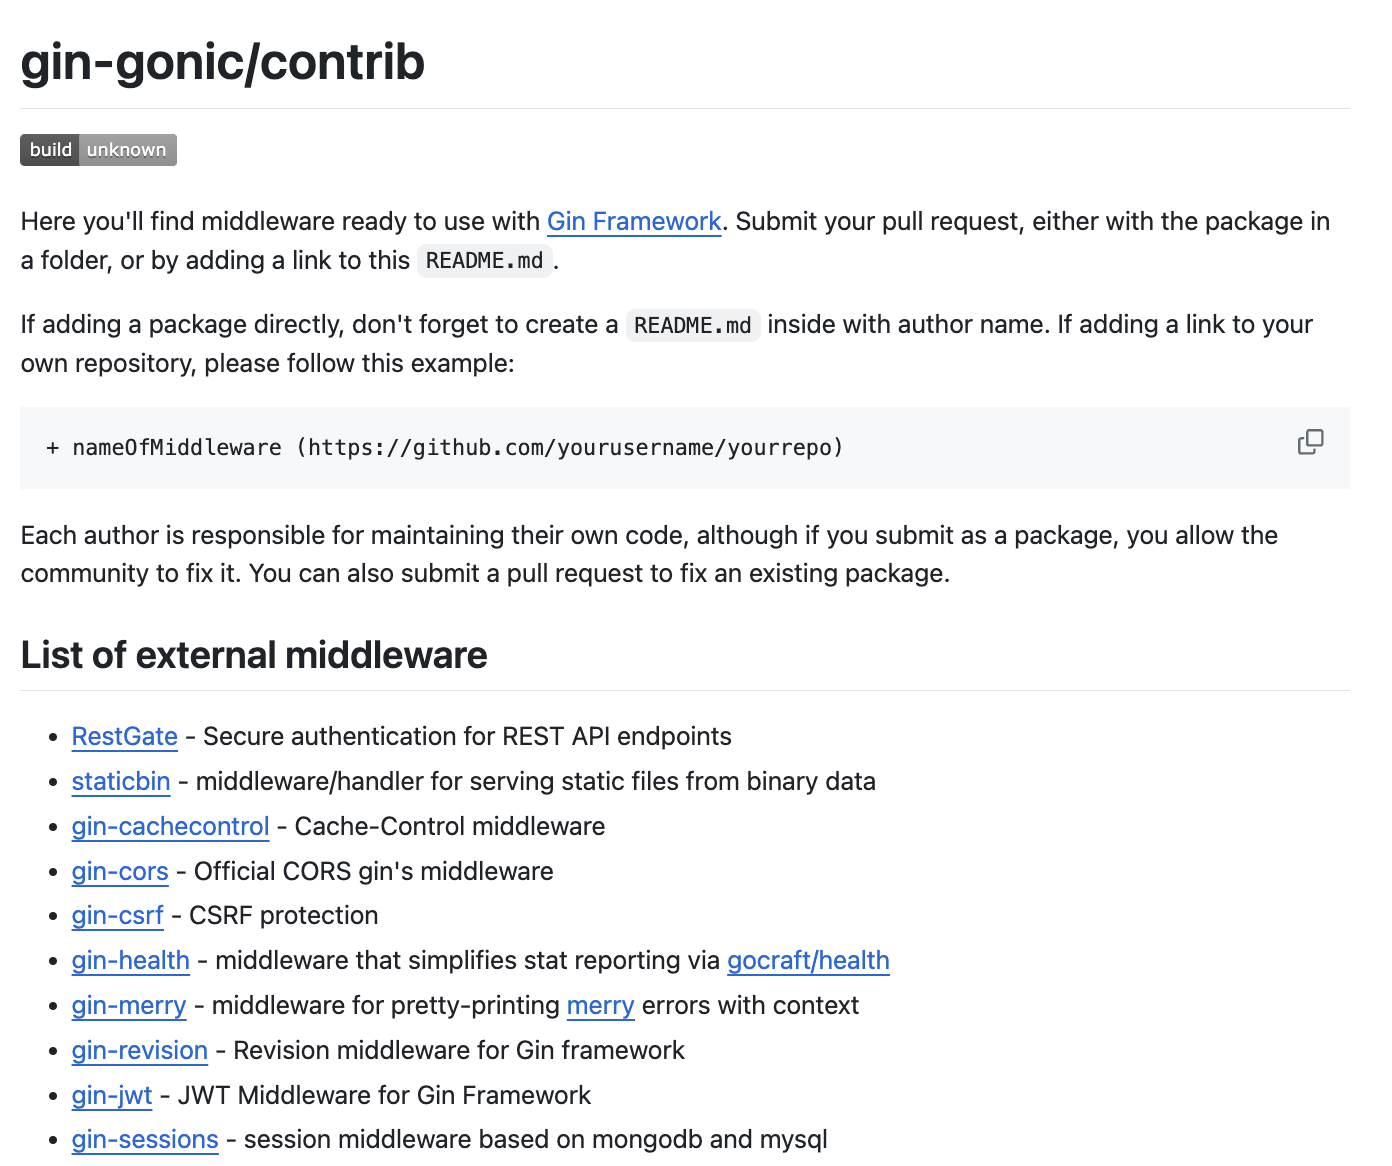 gin-gonic/contrib
build unknown
Here you'll find middleware ready to use with Gin Framework. Submit your pull request, either with the package in
a folder, or by adding a link to this README.md.
If adding a package directly, don't forget to create a README.md inside with author name. If adding a link to your
own repository, please follow this example:
+ nameOfMiddleware (https://github.com/yourusername/yourrepo)
Each author is responsible for maintaining their own code, although if you submit as a package, you allow the
community to fix it. You can also submit a pull request to fix an existing package.
List of external middleware
• RestGate - Secure authentication for REST API endpoints
• staticbin - middleware/handler for serving static files from binary data
• gin-cachecontrol - Cache-Control middleware
• gin-cors - Official CORS gin's middleware
• gin-csrf - CSRF protection
• gin-health - middleware that simplifies stat reporting via gocraft/health
• gin-merry - middleware for pretty-printing merry errors with context
• gin-revision - Revision middleware for Gin framework
• gin-jwt - JWT Middleware for Gin Framework
• gin-sessions - session middleware based on mongodb and mysql